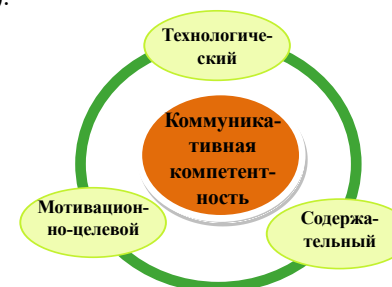 Технологиче-
ский
Коммуника-
тивная
компетент-
ность
Мотивацион-
но-целевой
Содержа-
тельный